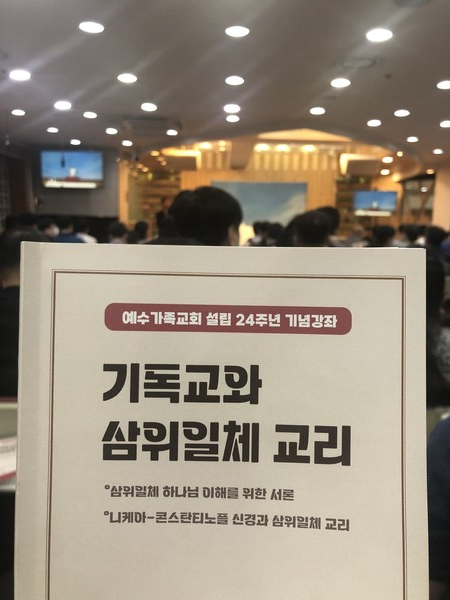 예수가족교회 설립 24주년 기념강좌
기독교와
삼위일체 교리
°삼위일체 하나님 이해를 위한 서론
°니케아-콘스탄티노플 신경과 삼위일체 교리